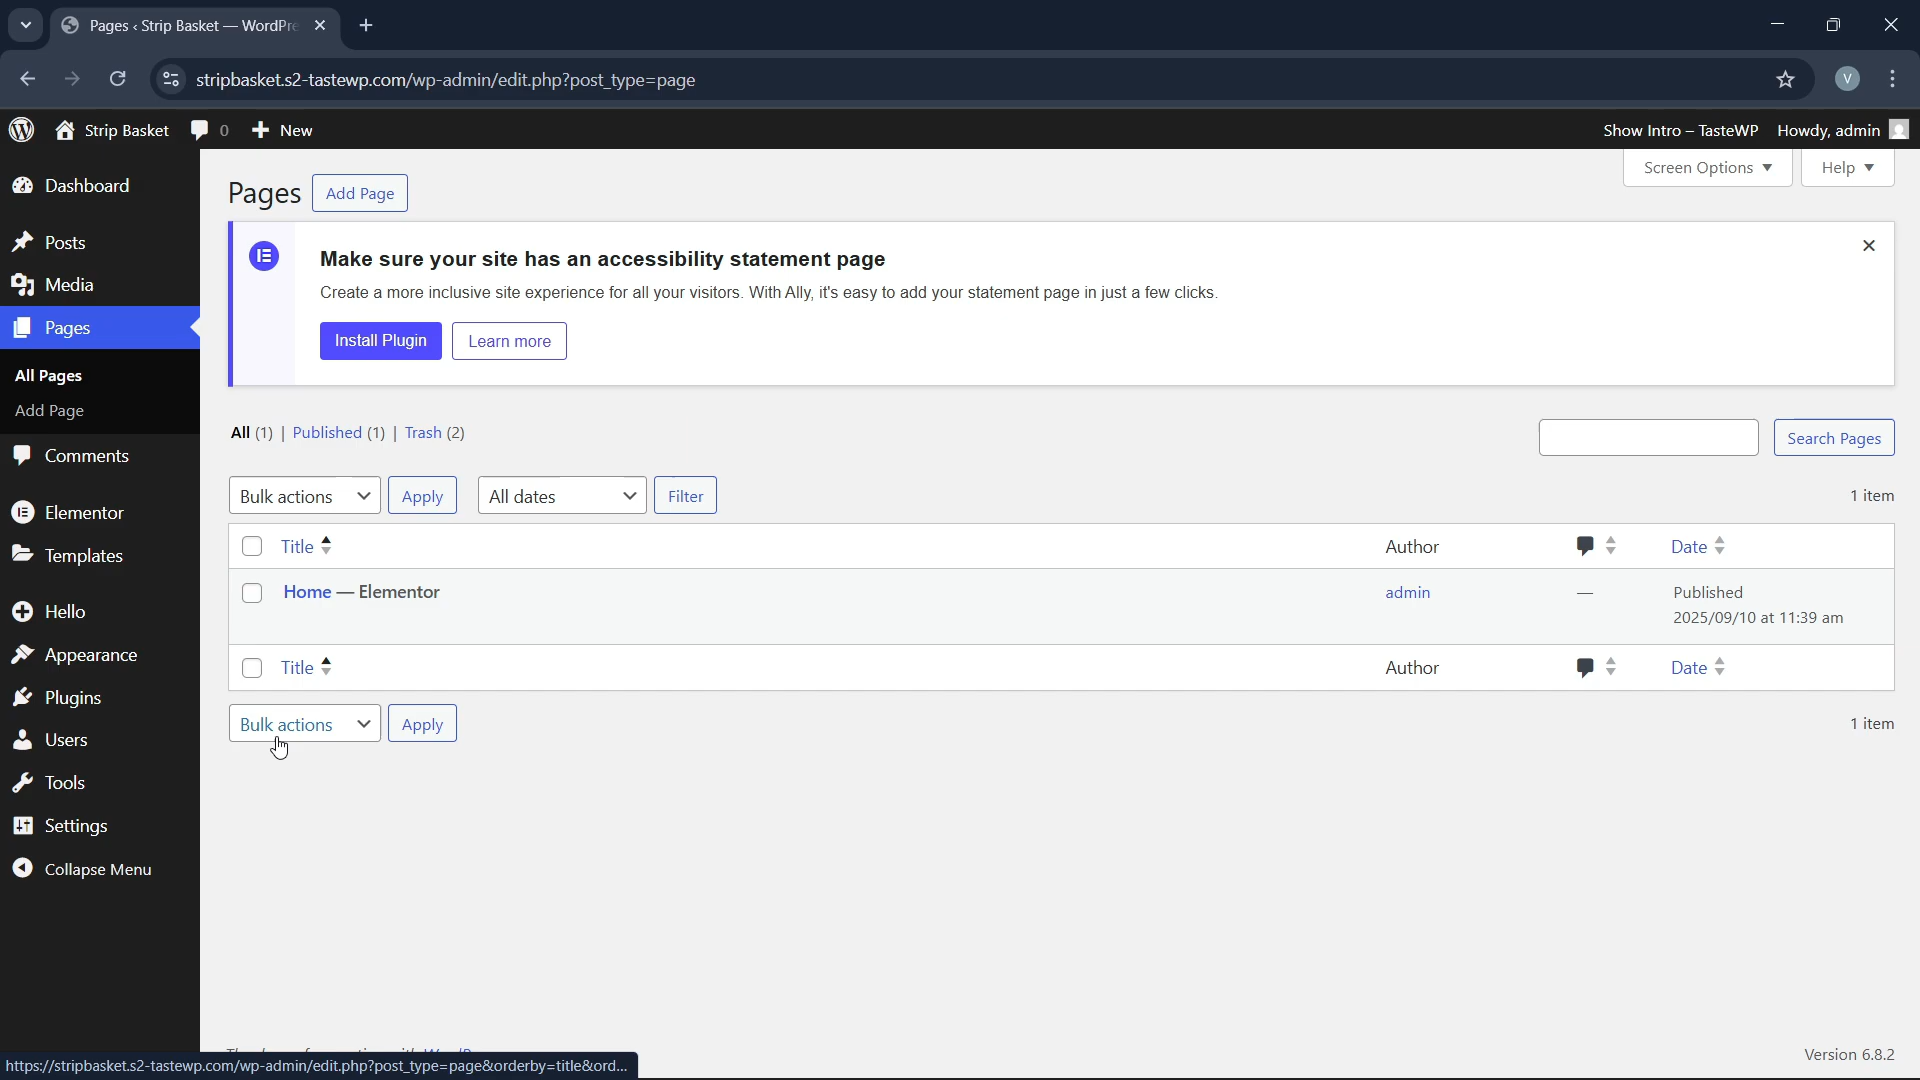 Pages ‹ Strip Basket — WordPre
stripbasket.s2-tastewp.com/wp-admin/edit.php?post_type=page
V
Strip Basket 0 New
Show Intro – TasteWP Howdy, admin
Screen Options Help
Dashboard
Posts
Media
Pages
All Pages
Add Page
Comments
Elementor
Templates
Hello
Appearance
Plugins
Users
Tools
Settings
Collapse Menu
Pages Add Page
Make sure your site has an accessibility statement page
Create a more inclusive site experience for all your visitors. With Ally, it's easy to add your statement page in just a few clicks.
Install Plugin Learn more
All (1) | Published (1) | Trash (2)
Search Pages
Bulk actions Apply All dates Filter 1 item
Title Author Date
Home — Elementor admin — Published
2025/09/10 at 11:39 am
Title Author Date
Bulk actions Apply 1 item
Version 6.8.2
https://stripbasket.s2-tastewp.com/wp-admin/edit.php?post_type=page&orderby=title&ord...